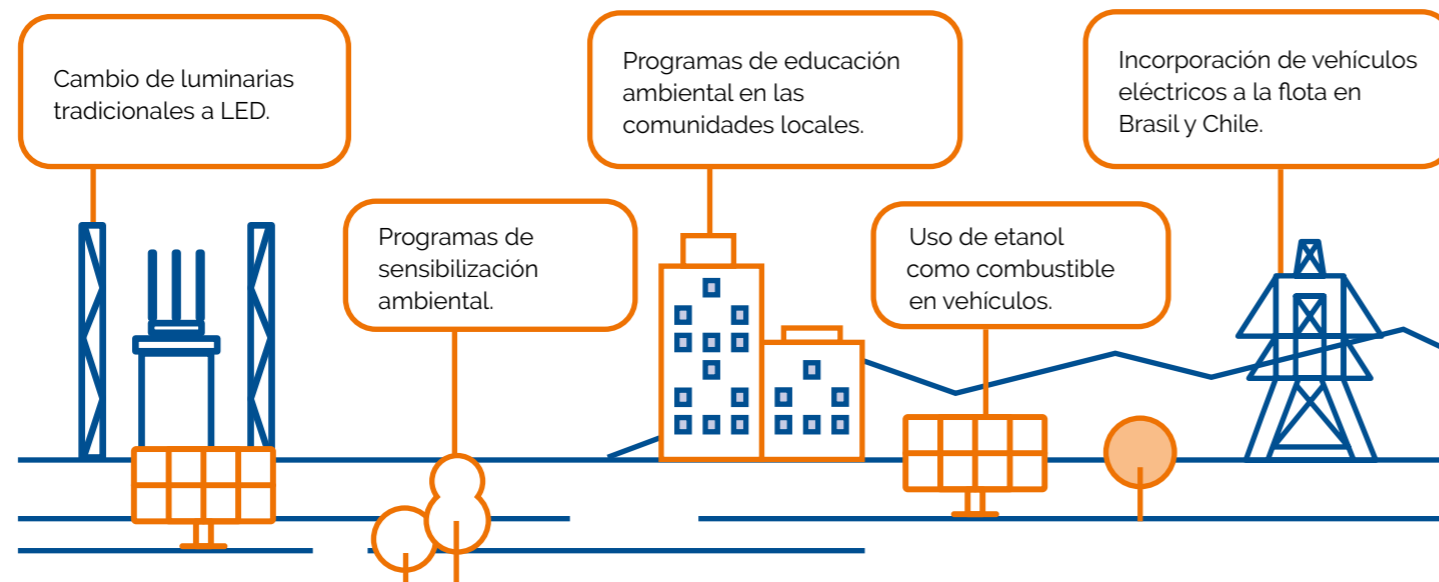 Cambio de luminarias
tradicionales a LED.
Programas de
sensibilización
ambiental.
Programas de educación
ambiental en las
comunidades locales.
Uso de etanol
como combustible
en vehículos.
Incorporación de vehículos
eléctricos a la flota en
Brasil y Chile.